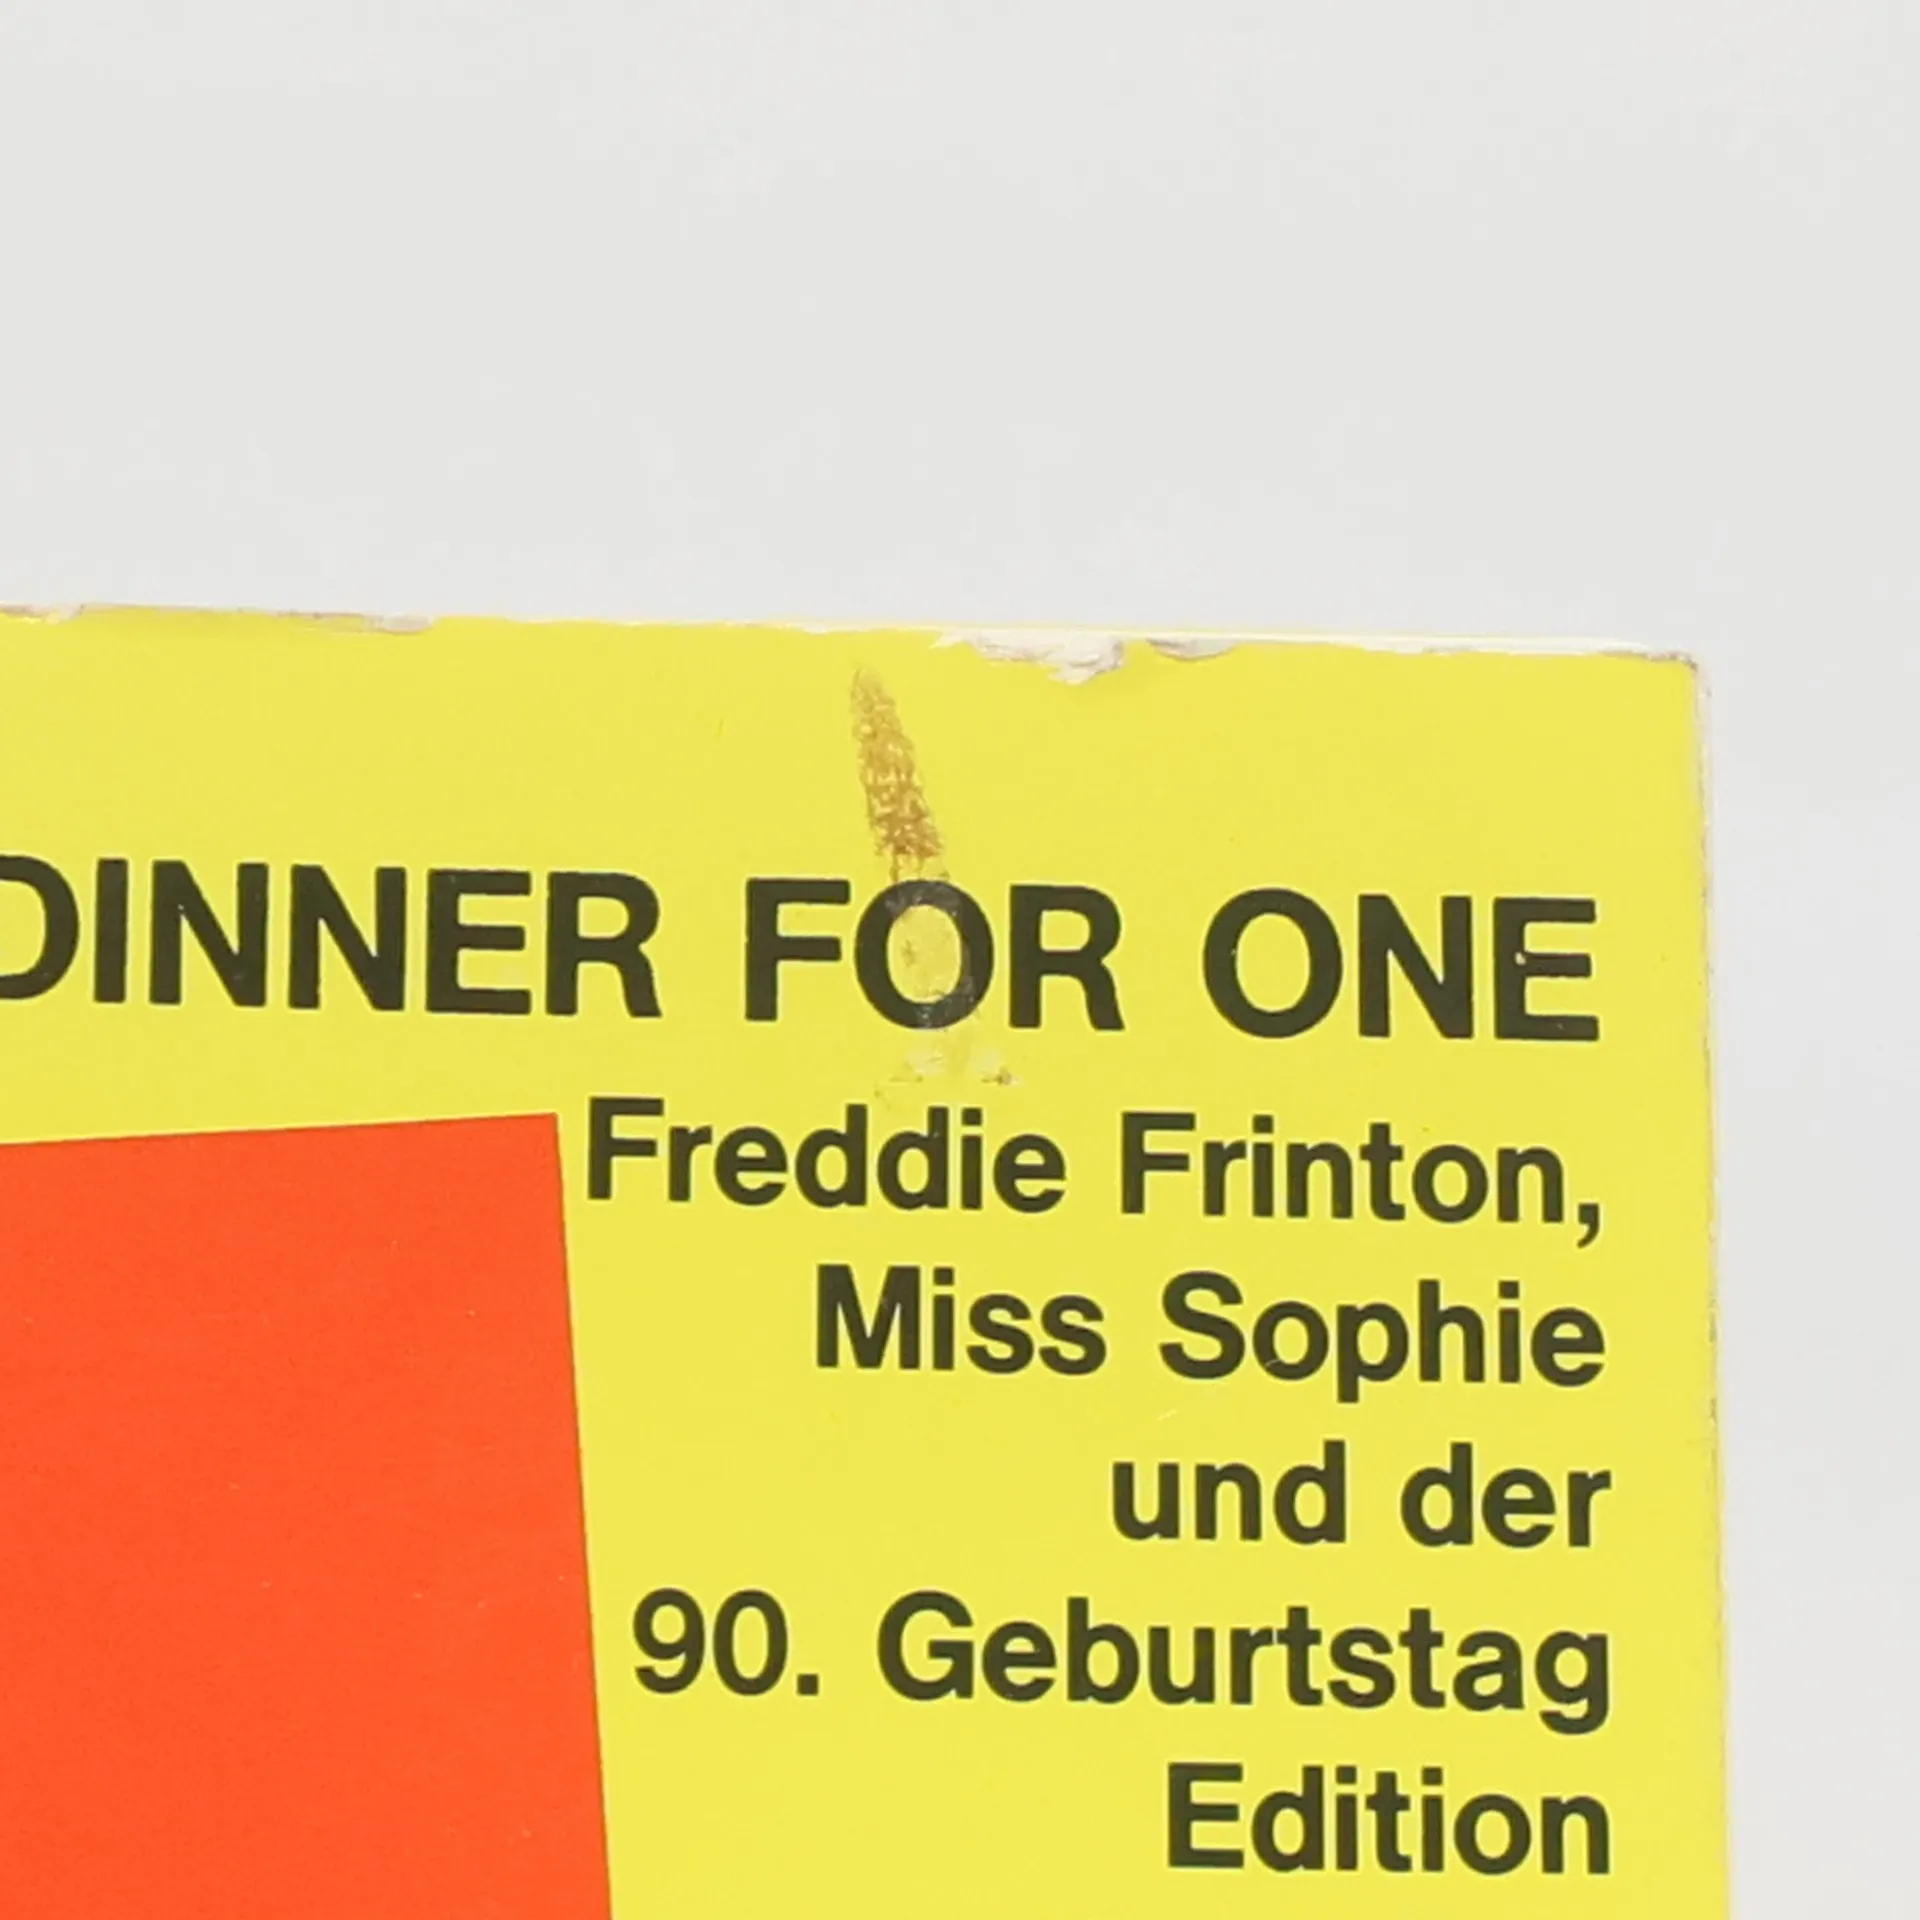 DINNER FOR ONE
Freddie Frinton,
Miss Sophie
und der
90. Geburtstag
Edition